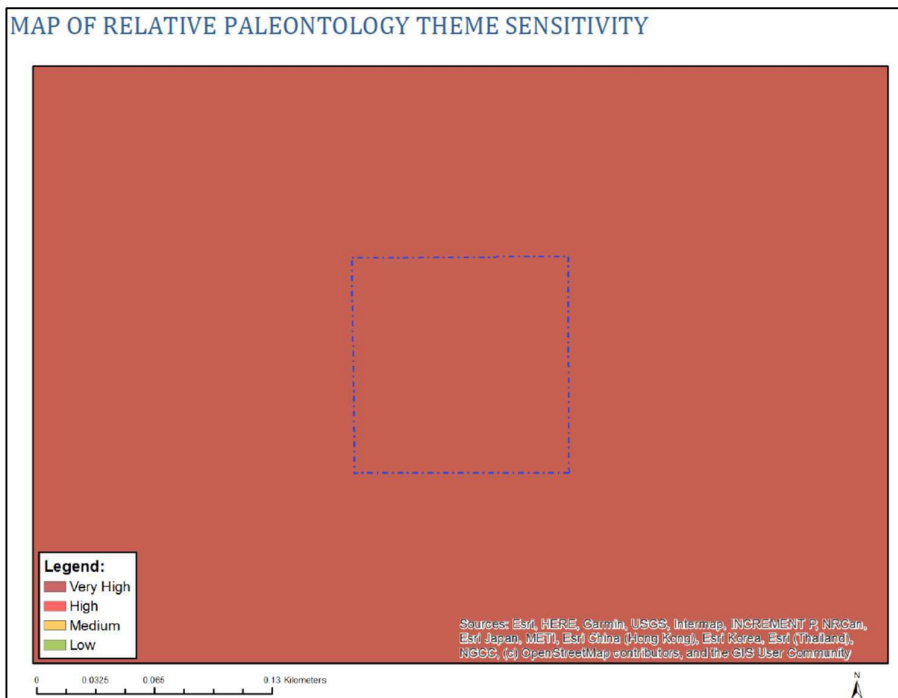 MAP OF RELATIVE PALEONTOLOGY THEME SENSITIVITY
Legend:
Very High
High
Medium
Low
Sources: Esri, HERE, Garmin, USGS, Intermap, INCREMENT P, NRCan,
Esri Japan, METI, Esri China (Hong Kong), Esri Korea, Esri (Thailand),
NGCC, (c) OpenStreetMap contributors, and the GIS User Community
0 0.0325 0.065 0.13 Kilometers
N